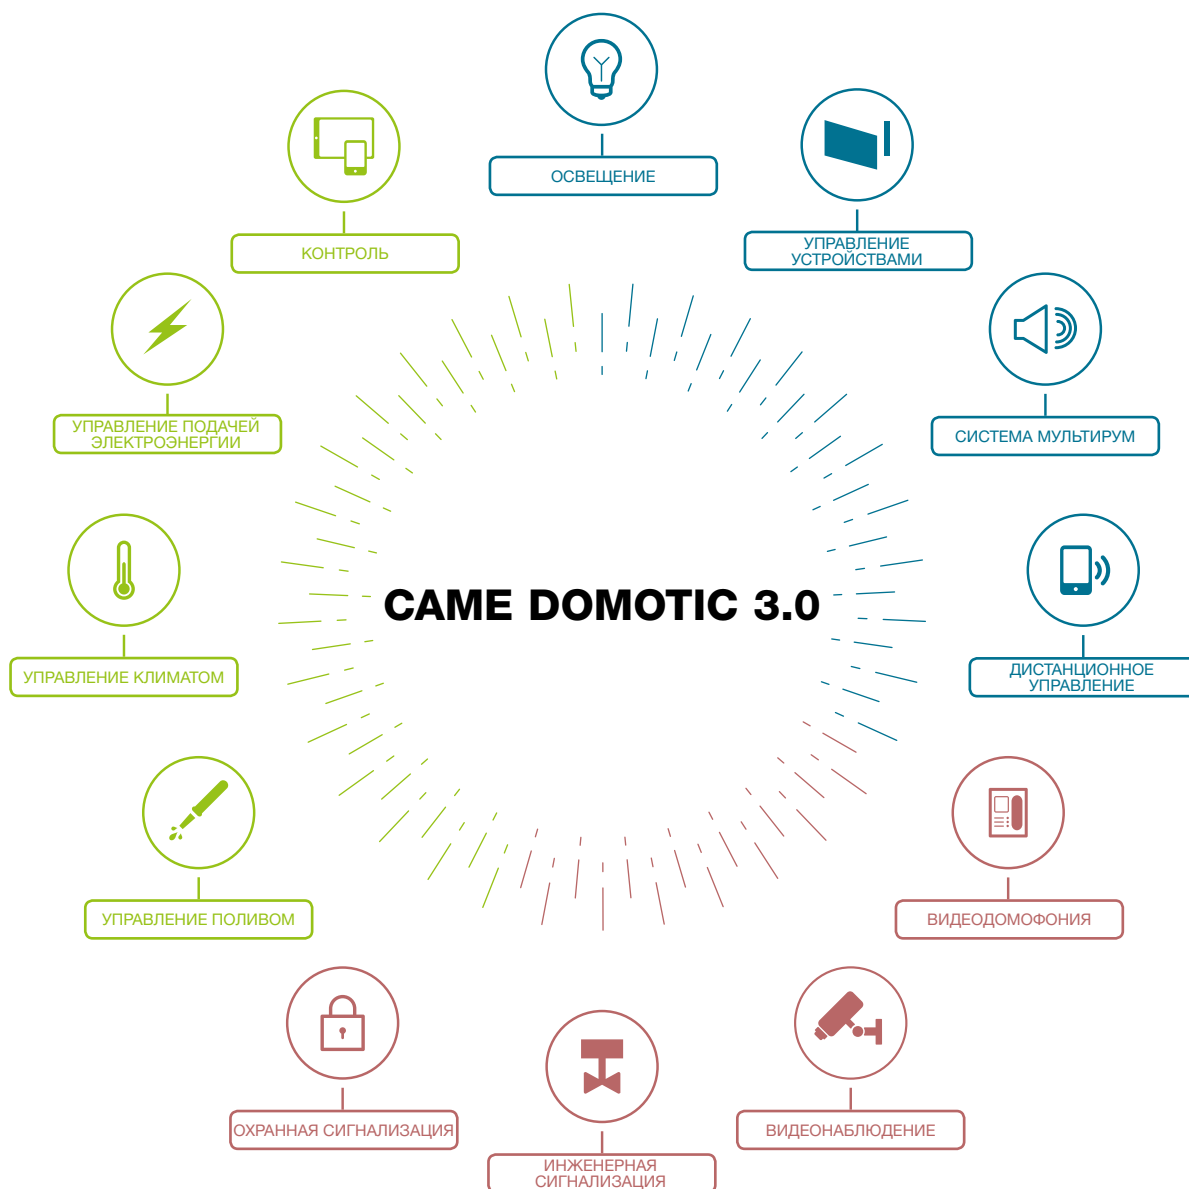 ОСВЕЩЕНИЕ
УПРАВЛЕНИЕ
УСТРОЙСТВАМИ
КОНТРОЛЬ
УПРАВЛЕНИЕ ПОДАЧЕЙ
ЭЛЕКТРОЭНЕРГИИ
СИСТЕМА МУЛЬТИРУМ
CAME DOMOTIC 3.0
УПРАВЛЕНИЕ КЛИМАТОМ
ДИСТАНЦИОННОЕ
УПРАВЛЕНИЕ
УПРАВЛЕНИЕ ПОЛИВОМ
ВИДЕОДОМОФОНИЯ
ОХРАННАЯ СИГНАЛИЗАЦИЯ
ВИДЕОНАБЛЮДЕНИЕ
ИНЖЕНЕРНАЯ
СИГНАЛИЗАЦИЯ